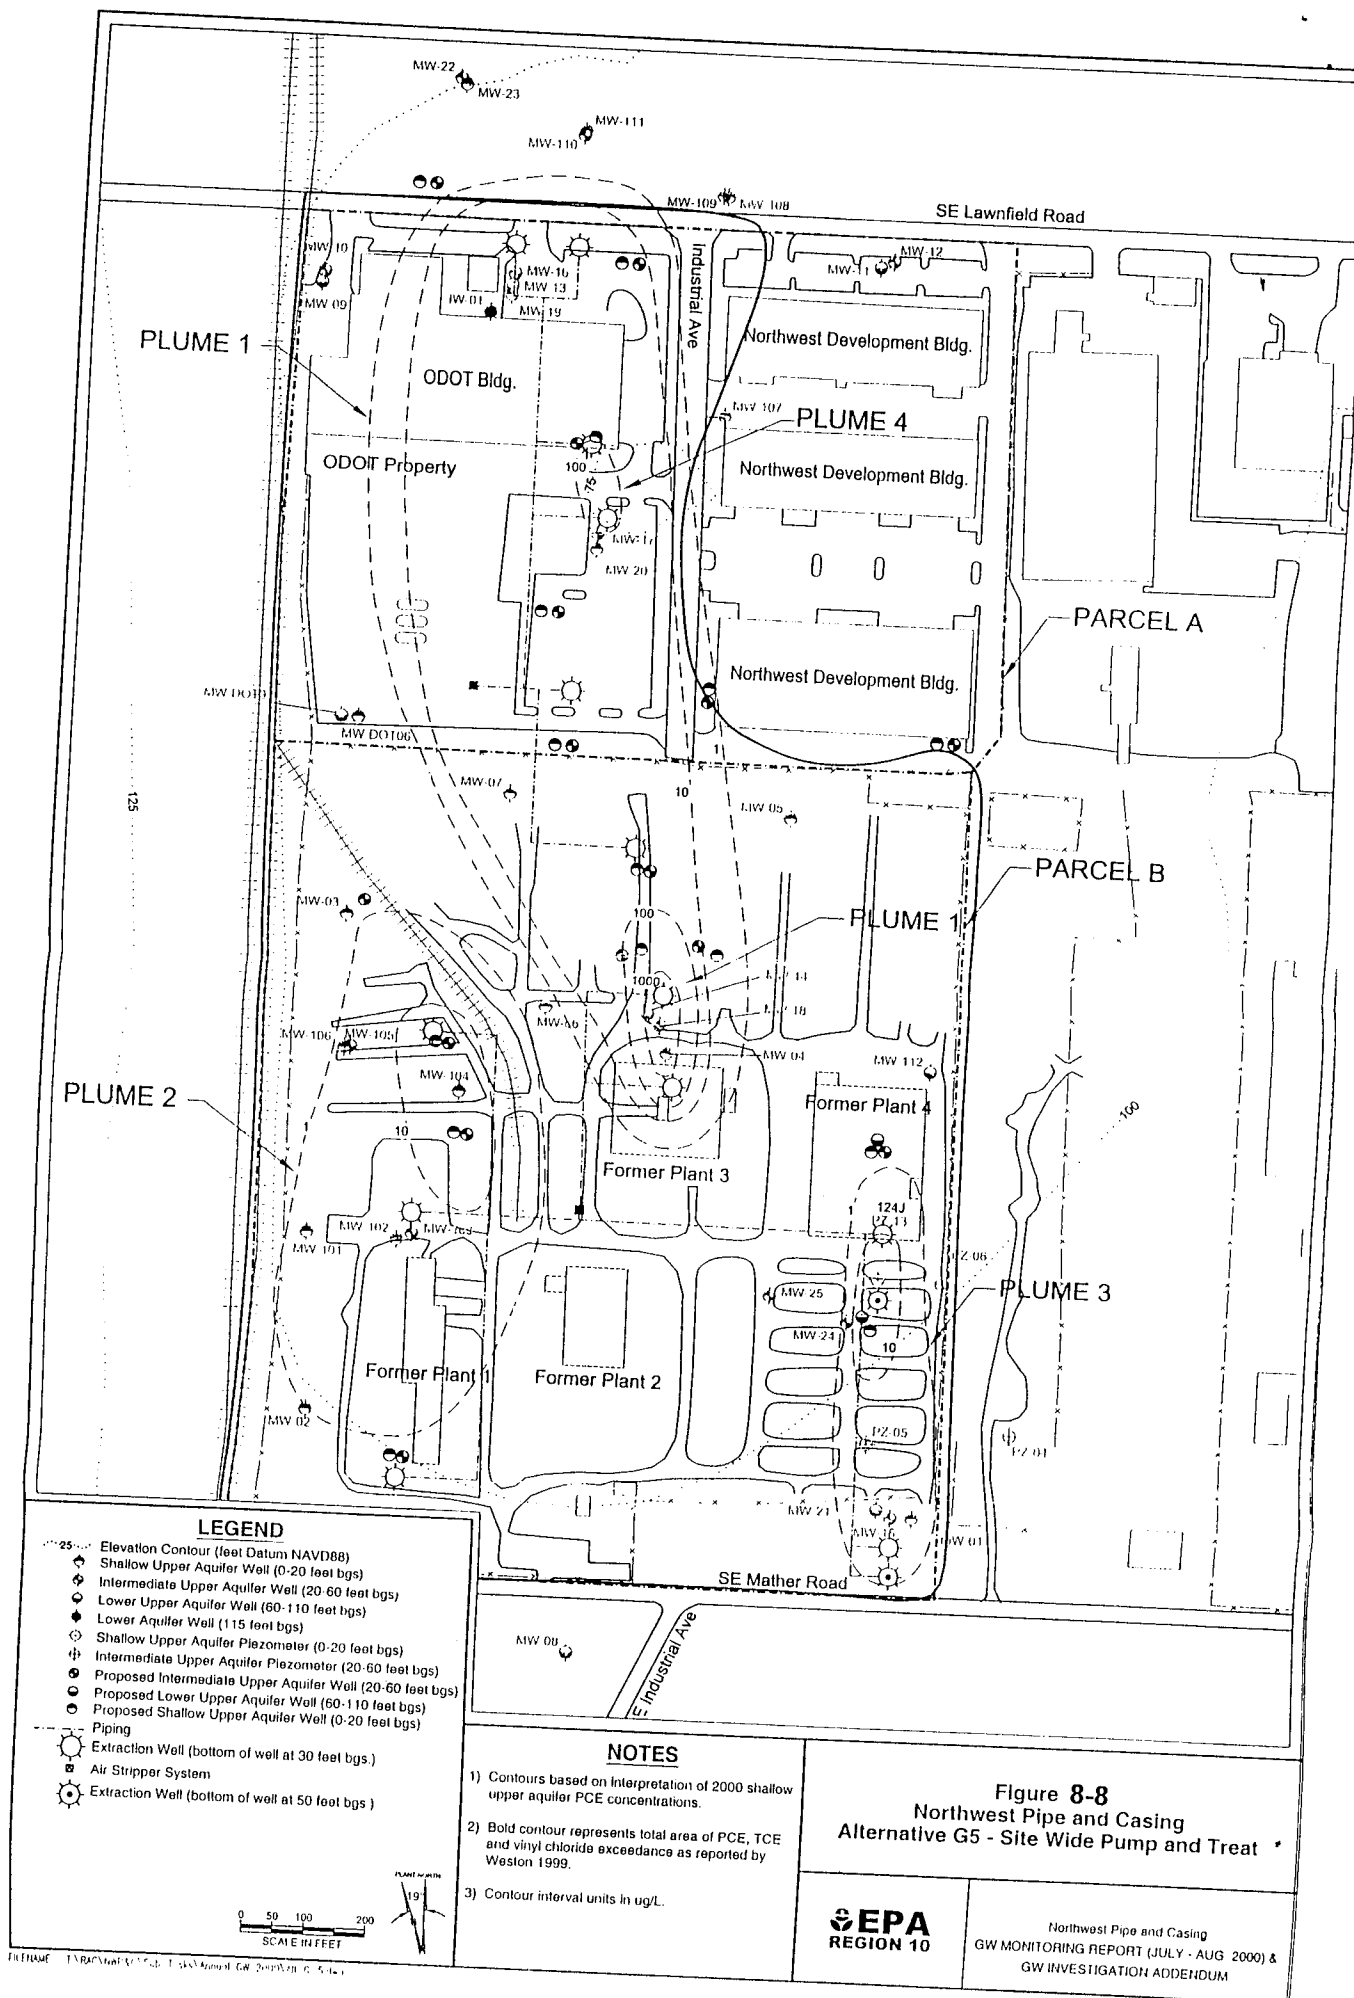 MW-22
MW-23
MW-111
MW-110
MW-109
MW 108
SE Lawnfield Road
MW 10
MW-16
MW 13
MW-11
MW-12
MW-09
IW-01
MW 19
Industrial Ave
PLUME 1
Northwest Development Bldg.
ODOT Bldg.
MW 107
PLUME 4
ODOT Property
100
75
Northwest Development Bldg.
MW-17
MW 20
PARCEL A
Northwest Development Bldg.
MW DOT06
1
125
MW-07
10
MW-05
PARCEL B
MW-03
100
PLUME 1
1000
MW-106
MW-105
MW 04
MW 112
MW-104
PLUME 2
1
10
Former Plant 4
100
Former Plant 3
124J
PZ 13
1
MW 102
MW 101
PZ-06
MW-25
PLUME 3
MW-24
10
Former Plant 1
Former Plant 2
MW 02
PZ-05
MW 21
SE Mather Road
MW 08
E Industrial Ave
LEGEND
25 Elevation Contour (feet Datum NAVD88)
Shallow Upper Aquifer Well (0-20 feet bgs)
Intermediate Upper Aquifer Well (20-60 feet bgs)
Lower Upper Aquifer Well (60-110 feet bgs)
Lower Aquifer Well (115 feet bgs)
Shallow Upper Aquifer Piezometer (0-20 feet bgs)
Intermediate Upper Aquifer Piezometer (20-60 feet bgs)
Proposed Intermediate Upper Aquifer Well (20-60 feet bgs)
Proposed Lower Upper Aquifer Well (60-110 feet bgs)
Proposed Shallow Upper Aquifer Well (0-20 feet bgs)
Piping
Extraction Well (bottom of well at 30 feet bgs.)
Air Stripper System
Extraction Well (bottom of well at 50 feet bgs )
PLANT NORTH
19°
0 50 100 200
SCALE IN FEET
FILENAME
NOTES
1) Contours based on interpretation of 2000 shallow
upper aquifer PCE concentrations.
2) Bold contour represents total area of PCE, TCE
and vinyl chloride exceedance as reported by
Weston 1999.
3) Contour interval units in ug/L.
Figure 8-8
Northwest Pipe and Casing
Alternative G5 - Site Wide Pump and Treat
EPA
REGION 10
Northwest Pipe and Casing
GW MONITORING REPORT (JULY - AUG 2000) &
GW INVESTIGATION ADDENDUM